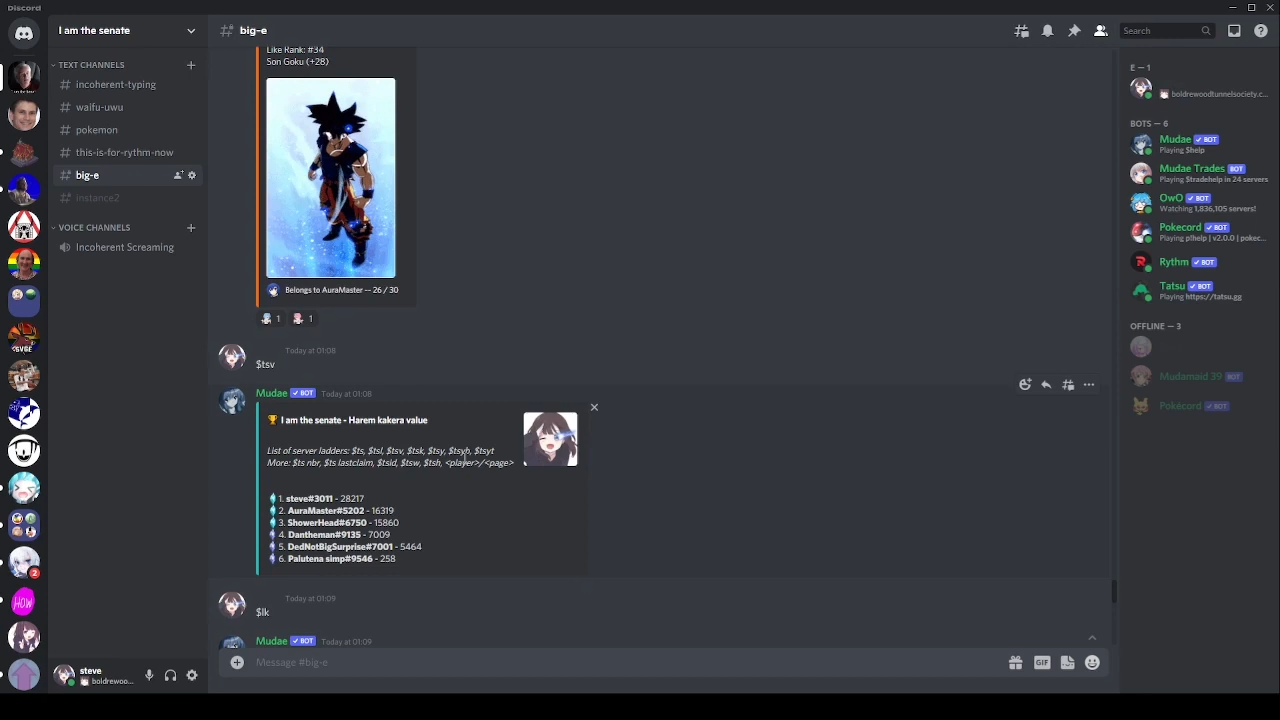 Discord
I am the senate
TEXT CHANNELS
incoherent-typing
waifu-uwu
pokemon
this-is-for-rythm-now
big-e
instance2
VOICE CHANNELS
Incoherent Screaming
2
HOW
steve
boldrewoo...
# big-e
Search
Like Rank: #34
Son Goku (+28)
Belongs to AuraMaster -- 26 / 30
1 1
Today at 01:08
$tsv
Mudae ✓ BOT Today at 01:08
I am the senate - Harem kakera value
List of server ladders: $ts, $tsl, $tsv, $tsk, $tsy, $tsyb, $tsyt
More: $ts nbr, $ts lastclaim, $tsid, $tsw, $tsh, <player>/<page>
1. steve#3011 - 28217
2. AuraMaster#5202 - 16319
3. ShowerHead#6750 - 15860
4. Dantheman#9135 - 7009
5. DedNotBigSurprise#7001 - 5464
6. Palutena simp#9546 - 258
Today at 01:09
$lk
Mudae ✓ BOT Today at 01:09
Message #big-e
GIF
E — 1
boldrewoodtunnelsociety.c...
BOTS — 6
Mudae ✓ BOT
Playing $help
Mudae Trades BOT
Playing $tradehelp in 24 servers
OwO ✓ BOT
Watching 1,836,105 servers!
Pokecord ✓ BOT
Playing p!help | v2.0.0 | pokec...
Rythm ✓ BOT
Tatsu ✓ BOT
Playing https://tatsu.gg
OFFLINE — 3
Mudamaid 39 BOT
Pokécord ✓ BOT